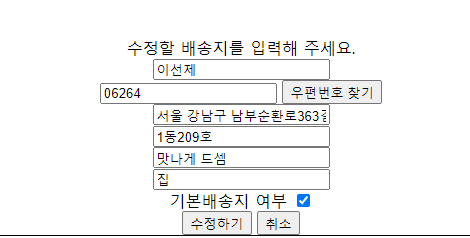 수정할 배송지를 입력해 주세요.
이선제
06264 우편번호 찾기
서울 강남구 남부순환로363길
1동209호
맛나게 드셈
집
기본배송지 여부
수정하기 취소